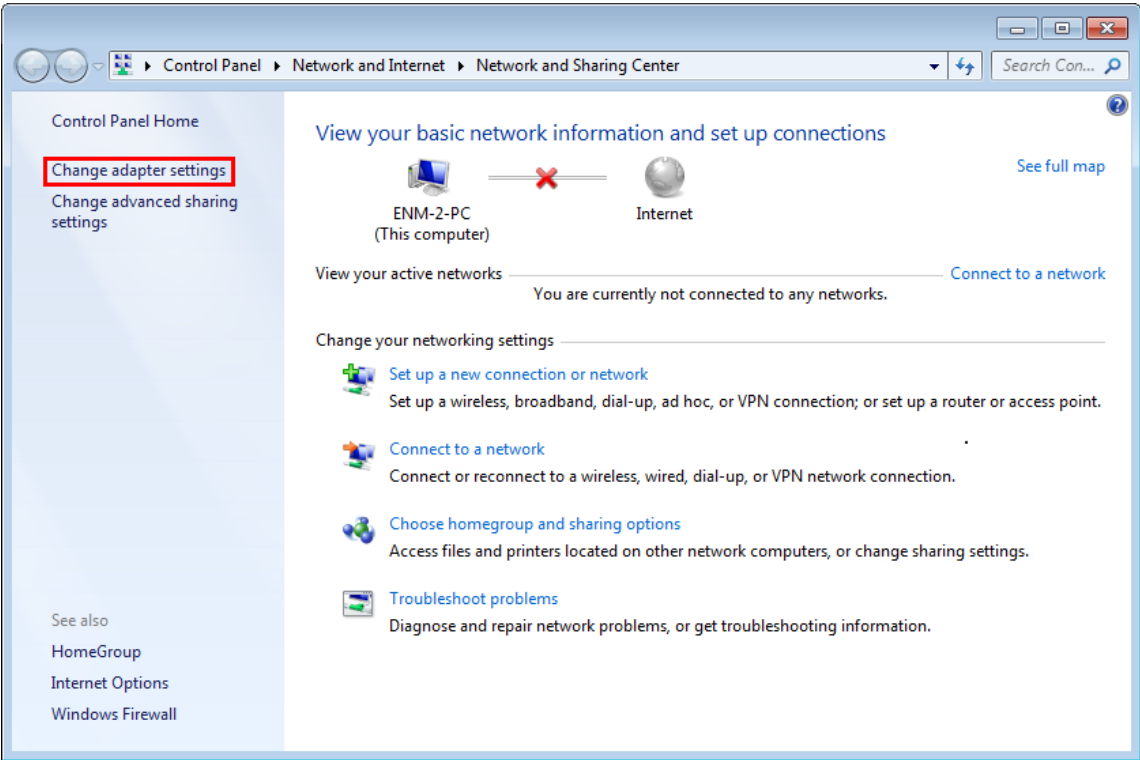 Control Panel Network and Internet Network and Sharing Center
Search Con...
Control Panel Home
Change adapter settings
Change advanced sharing
settings
View your basic network information and set up connections
See full map
ENM-2-PC
(This computer)
Internet
View your active networks
Connect to a network
You are currently not connected to any networks.
Change your networking settings
Set up a new connection or network
Set up a wireless, broadband, dial-up, ad hoc, or VPN connection; or set up a router or access point.
Connect to a network
Connect or reconnect to a wireless, wired, dial-up, or VPN network connection.
Choose homegroup and sharing options
Access files and printers located on other network computers, or change sharing settings.
Troubleshoot problems
Diagnose and repair network problems, or get troubleshooting information.
See also
HomeGroup
Internet Options
Windows Firewall